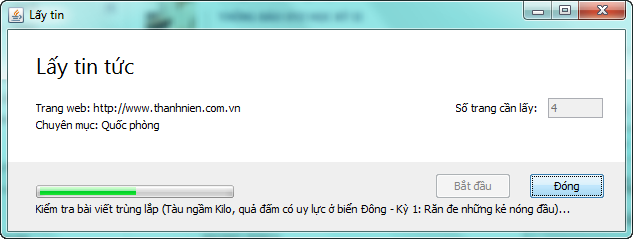 Lấy tin
Lấy tin tức
Trang web: http://www.thanhnien.com.vn
Số trang cần lấy: 4
Chuyên mục: Quốc phòng
Bắt đầu
Đóng
Kiểm tra bài viết trùng lắp (Tàu ngầm Kilo, quả đấm có uy lực ở biển Đông - Kỳ 1: Răn đe những kẻ nóng đầu)...